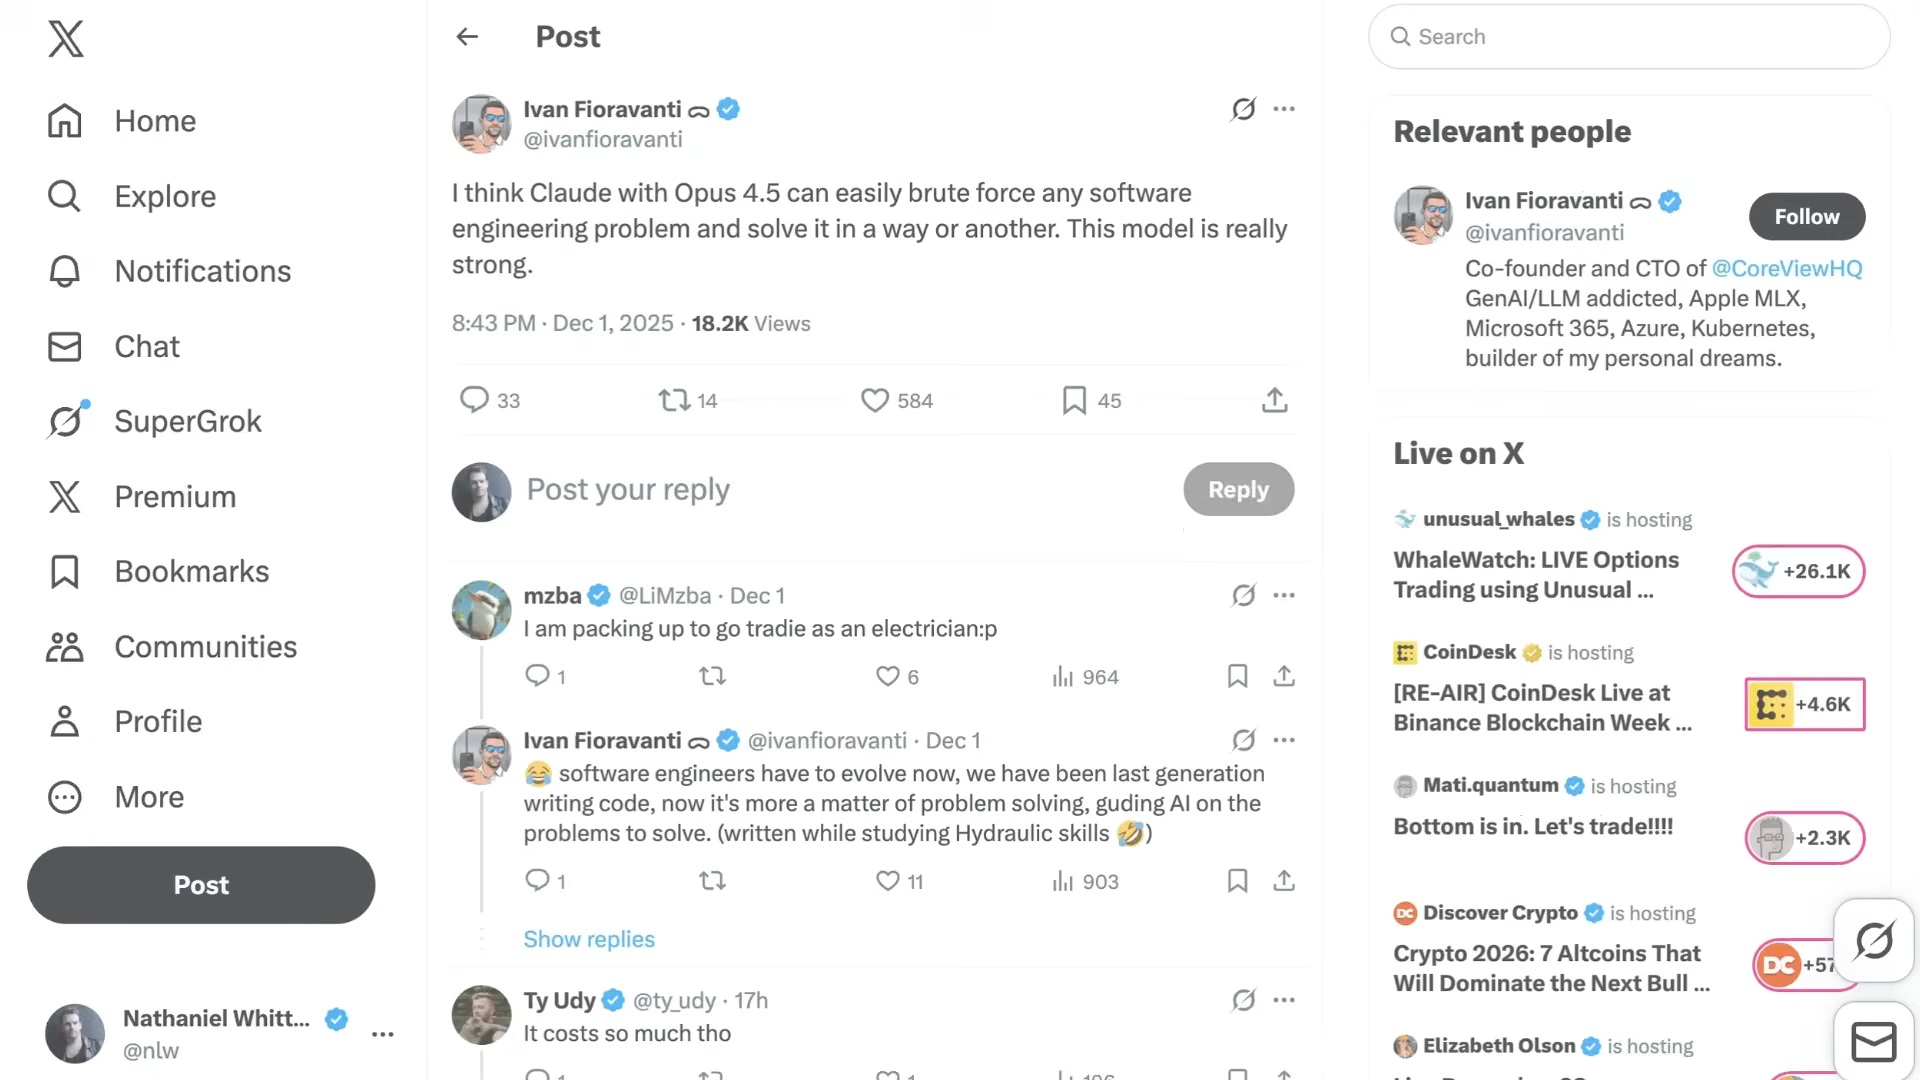 Home
Explore
Notifications
Chat
SuperGrok
Premium
Bookmarks
Communities
Profile
More
Post
Nathaniel Whitt...
@nlw
Post
Ivan Fioravanti
@ivanfioravanti
I think Claude with Opus 4.5 can easily brute force any software
engineering problem and solve it in a way or another. This model is really
strong.
8:43 PM · Dec 1, 2025 · 18.2K Views
33 14 584 45
Post your reply
Reply
mzba @LiMzba · Dec 1
I am packing up to go tradie as an electrician:p
1 6 964
Ivan Fioravanti @ivanfioravanti · Dec 1
😂 software engineers have to evolve now, we have been last generation
writing code, now it's more a matter of problem solving, guding AI on the
problems to solve. (written while studying Hydraulic skills 🤣)
1 11 903
Show replies
Ty Udy @ty_udy · 17h
It costs so much tho
Search
Relevant people
Ivan Fioravanti
@ivanfioravanti
Follow
Co-founder and CTO of @CoreViewHQ
GenAI/LLM addicted, Apple MLX,
Microsoft 365, Azure, Kubernetes,
builder of my personal dreams.
Live on X
unusual_whales is hosting
WhaleWatch: LIVE Options
Trading using Unusual ...
+26.1K
CoinDesk is hosting
[RE-AIR] CoinDesk Live at
Binance Blockchain Week ...
+4.6K
Mati.quantum is hosting
Bottom is in. Let's trade!!!!
+2.3K
DC Discover Crypto is hosting
Crypto 2026: 7 Altcoins That
Will Dominate the Next Bull ...
DC +57
Elizabeth Olson is hosting